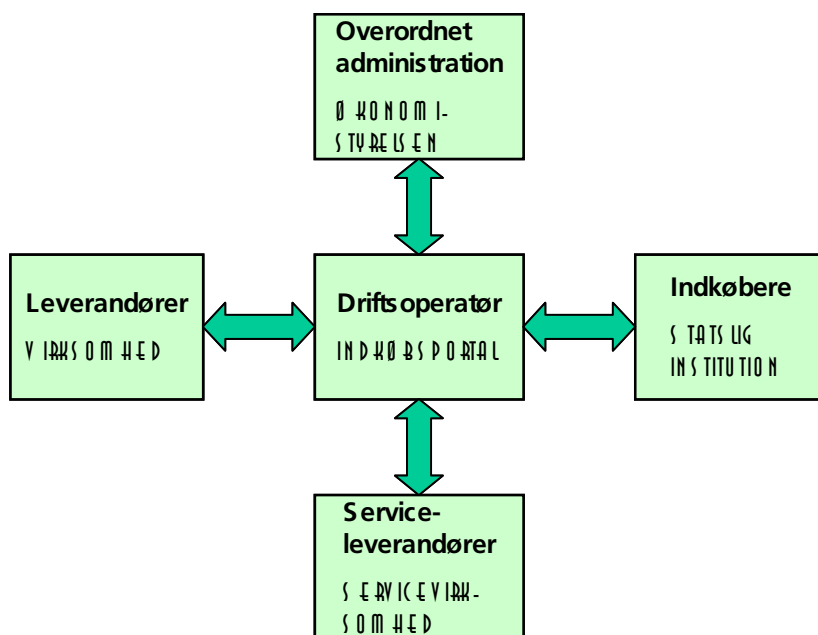 Overordnet
administration
ØKONOMI-
STYRELSEN
Leverandører
VIRKSOMHED
Driftsoperatør
INDKØBSPORTAL
Indkøbere
STATSLIG
INSTITUTION
Service-
leverandører
SERVICEVIRK-
SOMHED